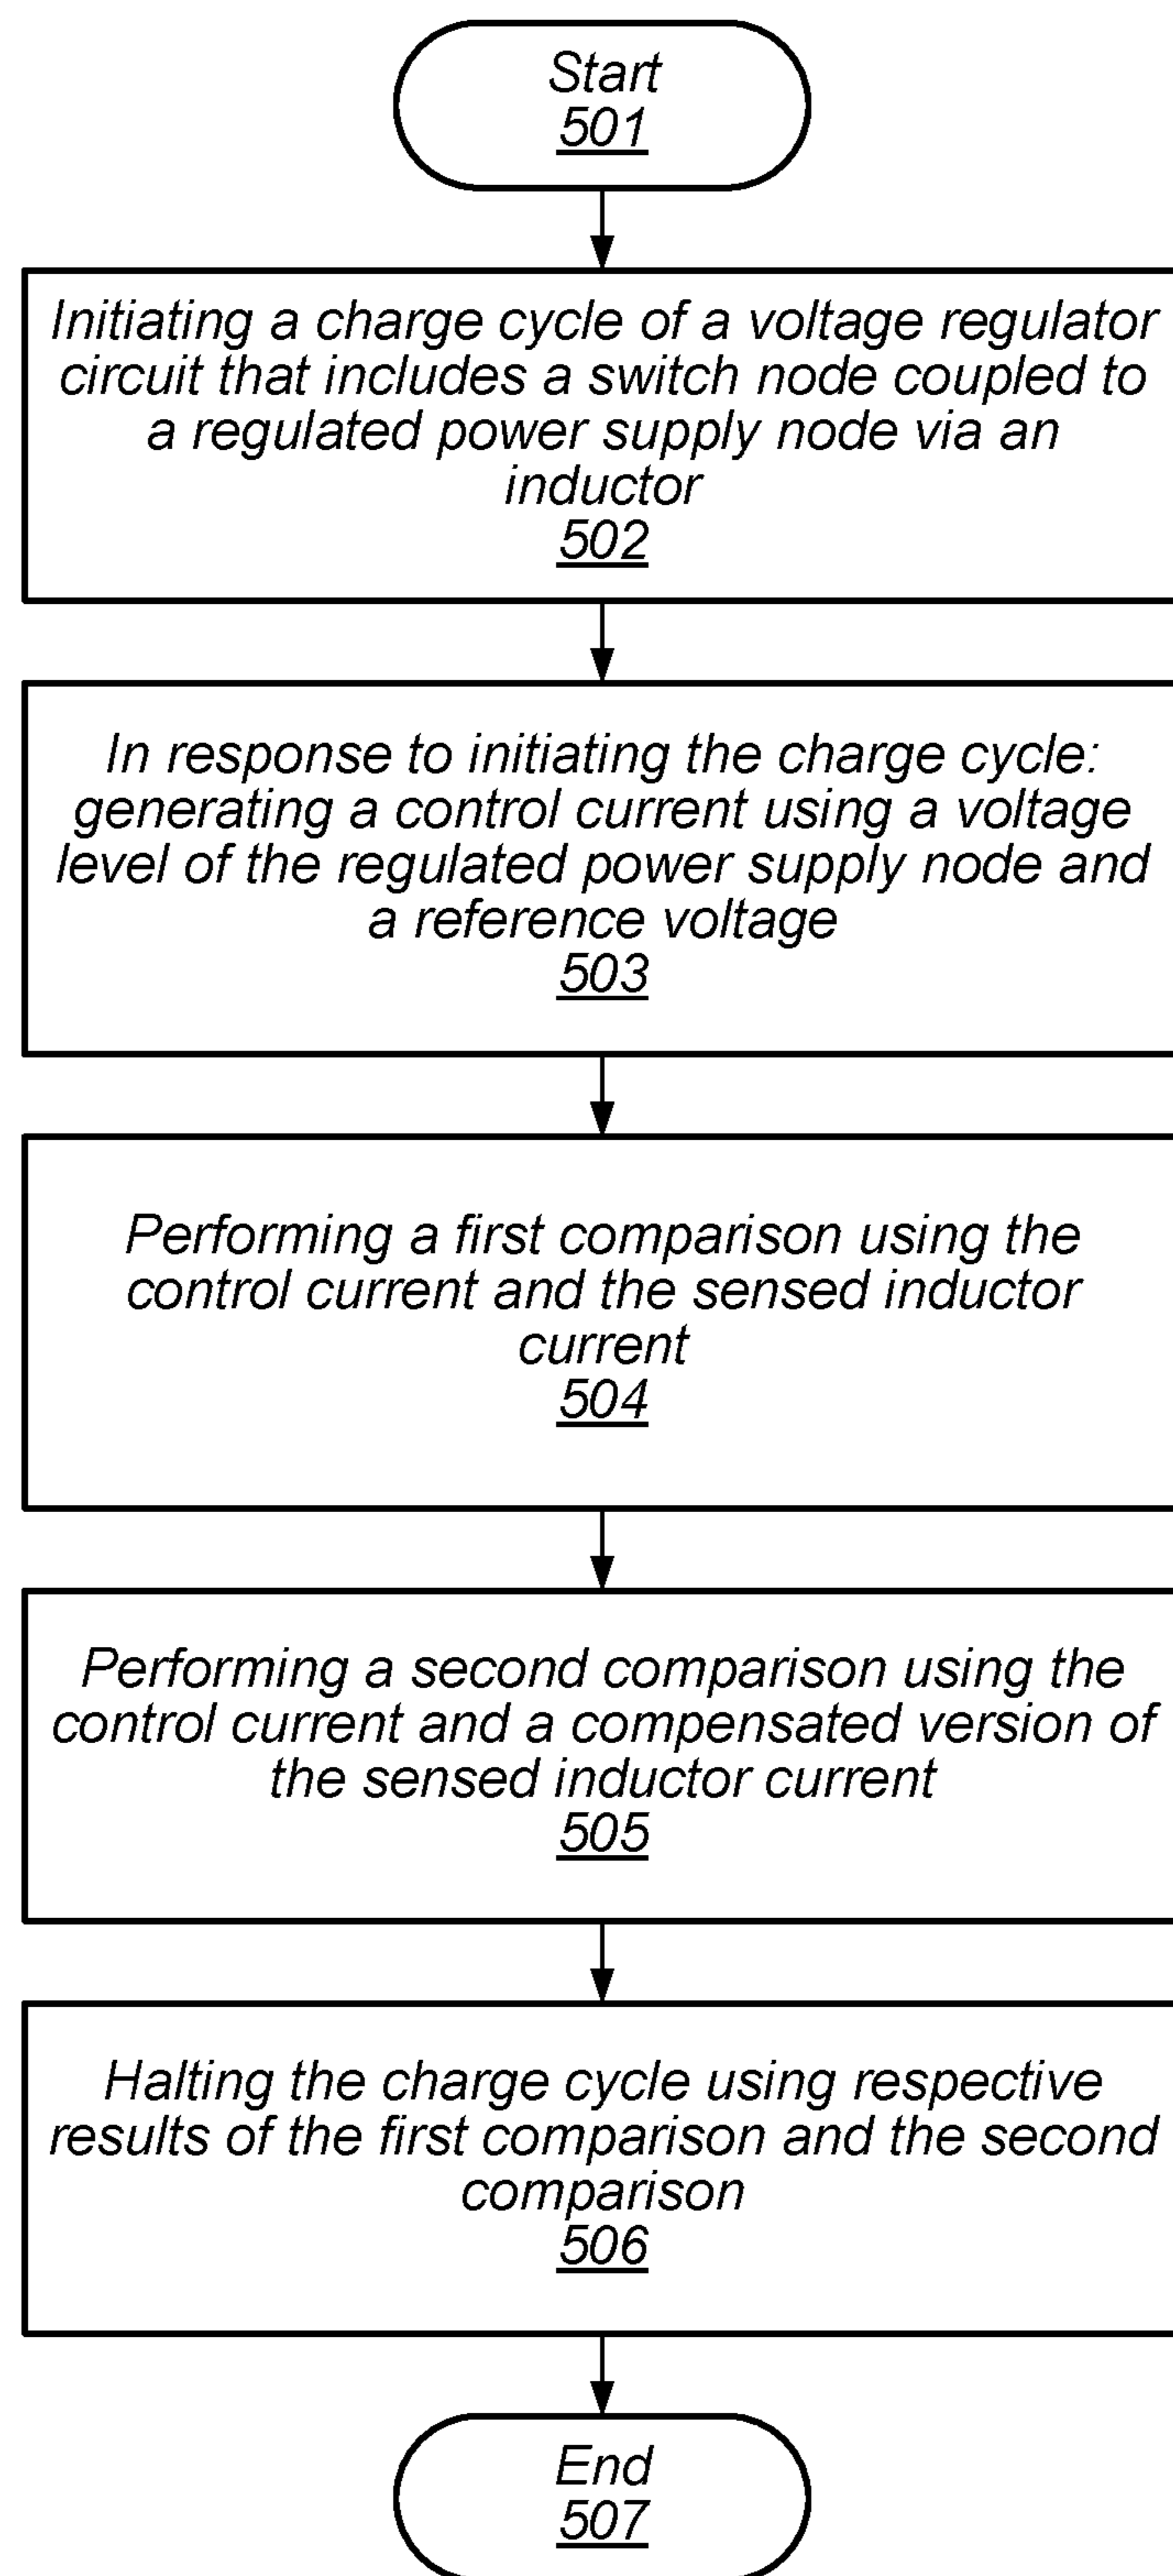 Start
501
Initiating a charge cycle of a voltage regulator
circuit that includes a switch node coupled to
a regulated power supply node via an
inductor
502
In response to initiating the charge cycle:
generating a control current using a voltage
level of the regulated power supply node and
a reference voltage
503
Performing a first comparison using the
control current and the sensed inductor
current
504
Performing a second comparison using the
control current and a compensated version of
the sensed inductor current
505
Halting the charge cycle using respective
results of the first comparison and the second
comparison
506
End
507